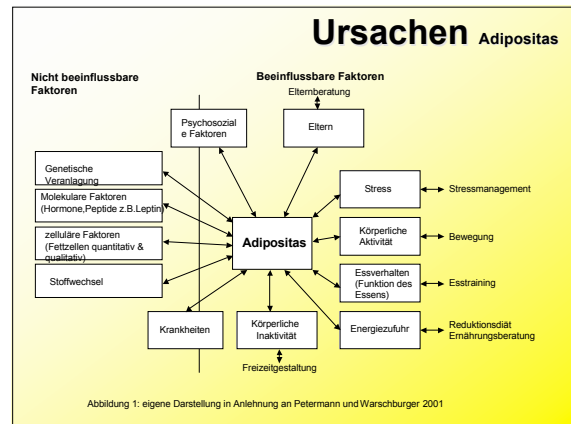 Ursachen Adipositas
Nicht beeinflussbare
Faktoren
Beeinflussbare Faktoren
Elternberatung
Psychosozial
e Faktoren
Eltern
Genetische
Veranlagung
Molekulare Faktoren
(Hormone,Peptide z.B.Leptin)
zelluläre Faktoren
(Fettzellen quantitativ &
qualitativ)
Stoffwechsel
Adipositas
Stress
Stressmanagement
Körperliche
Aktivität
Bewegung
Essverhalten
(Funktion des
Essens)
Esstraining
Krankheiten
Körperliche
Inaktivität
Freizeitgestaltung
Energiezufuhr
Reduktionsdiät
Ernährungsberatung
Abbildung 1: eigene Darstellung in Anlehnung an Petermann und Warschburger 2001